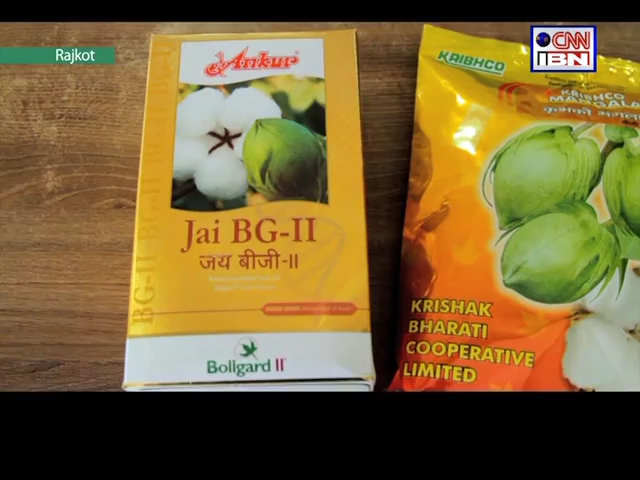 Rajkot
CNN
IBN
Ankur
Jai BG-II
जय बीजी-II
BG-II BG-II
Bollgard II
KRIBHCO
KRIBHCO
KRISHAK
BHARATI
COOPERATIVE
LIMITED